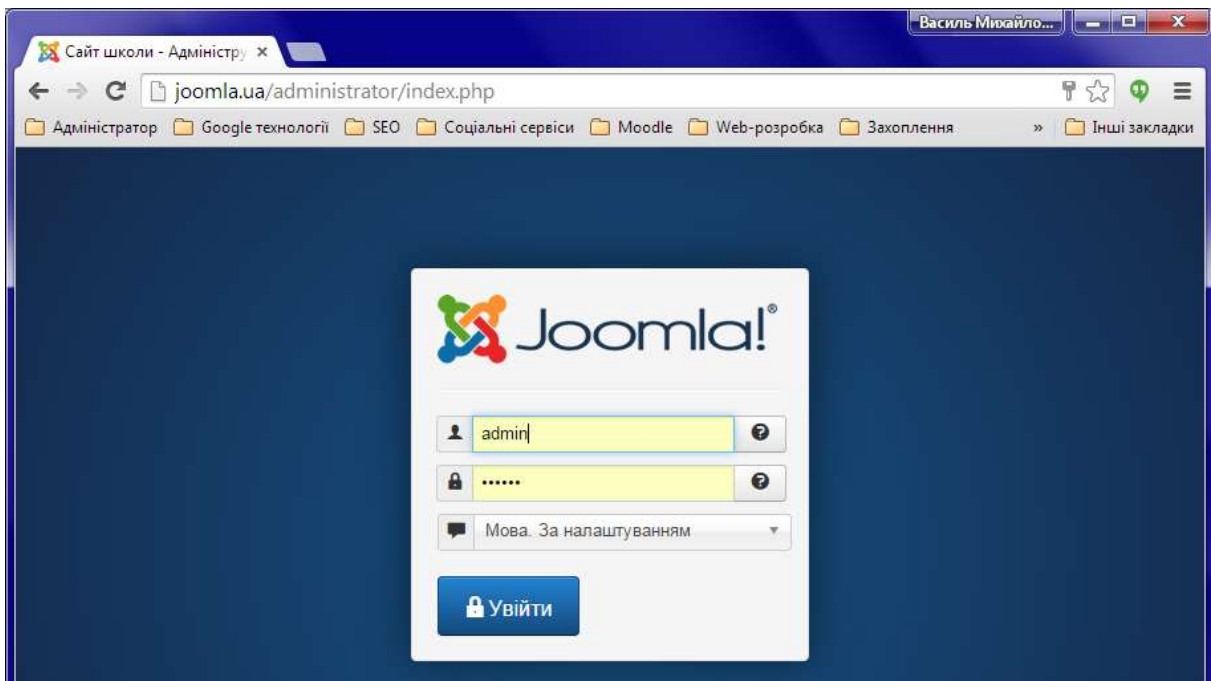 Василь Михайло...
Сайт школи - Адміністру
joomla.ua/administrator/index.php
Адміністратор Google технології SEO Соціальні сервіси Moodle Web-розробка Захоплення » Інші закладки
Joomla!®
admin
••••••
Мова. За налаштуванням
Увійти